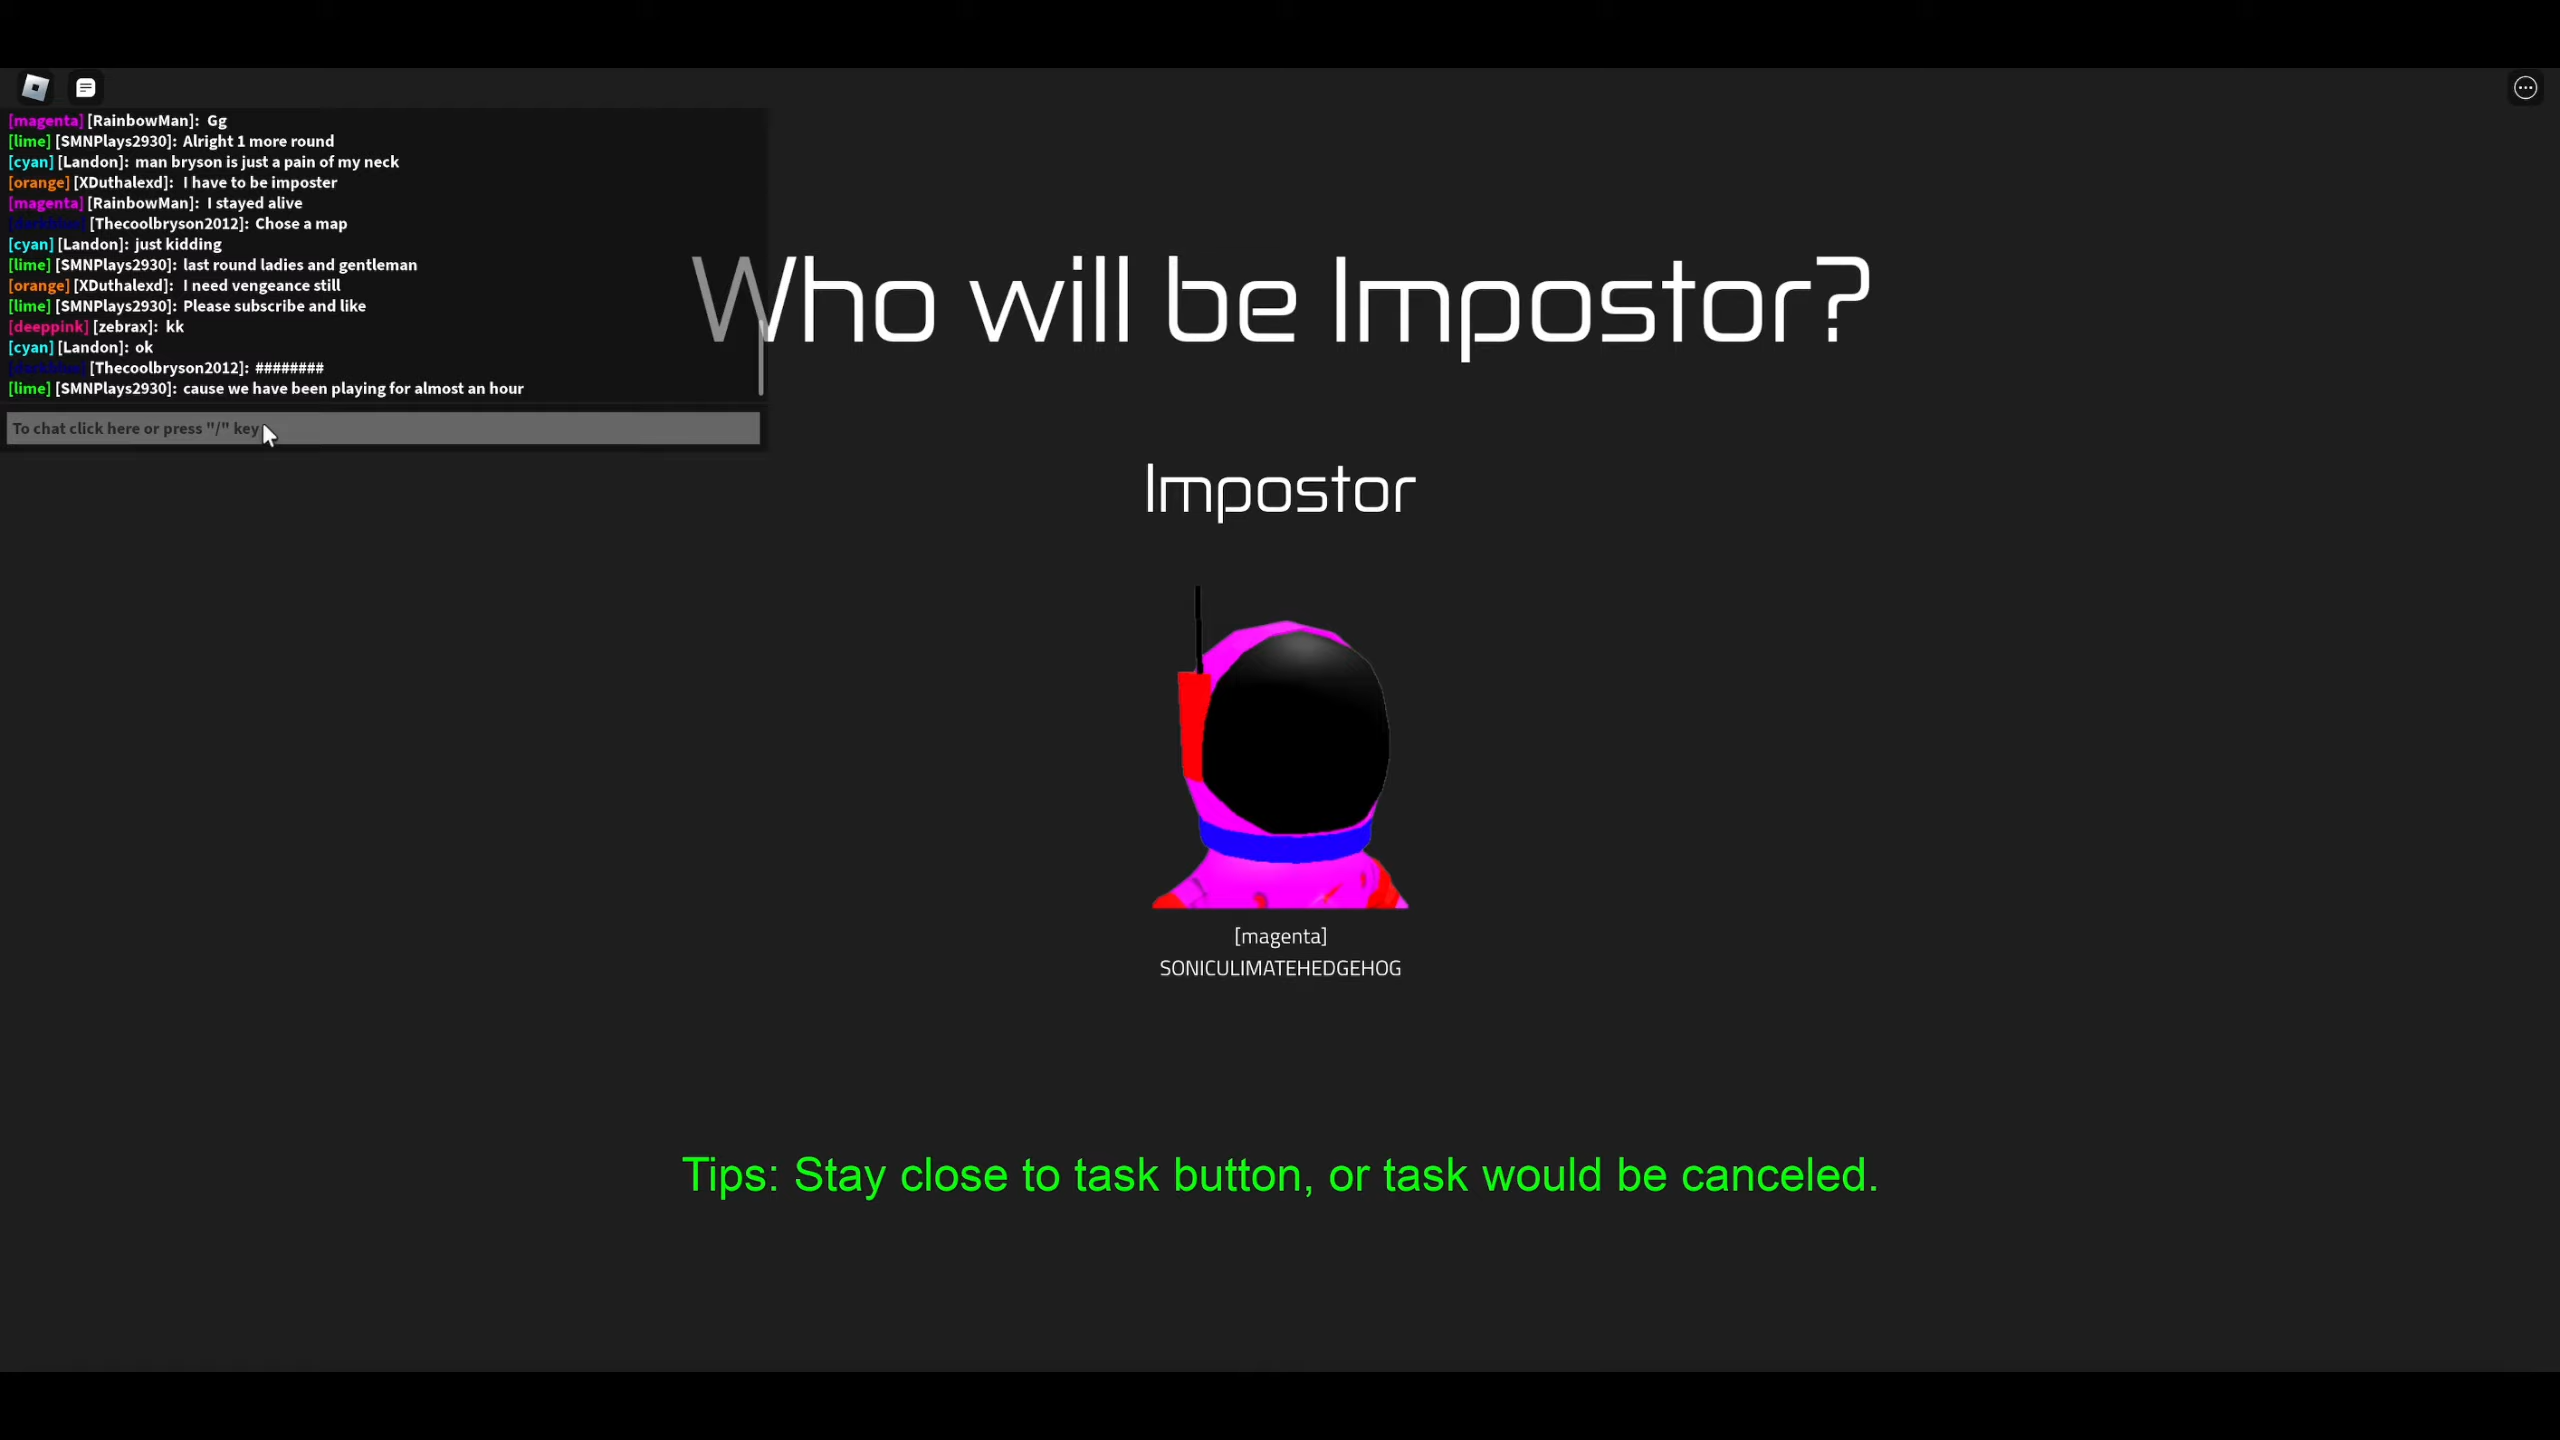 [magenta] [RainbowMan]: Gg
[lime] [SMNPlays2930]: Alright 1 more round
[cyan] [Landon]: man bryson is just a pain of my neck
[orange] [XDuthalexd]: I have to be imposter
[magenta] [RainbowMan]: I stayed alive
[Thecoolbryson2012]: Chose a map
[cyan] [Landon]: just kidding
[lime] [SMNPlays2930]: last round ladies and gentleman
[orange] [XDuthalexd]: I need vengeance still
[lime] [SMNPlays2930]: Please subscribe and like
[deeppink] [zebrax]: kk
[cyan] [Landon]: ok
[Thecoolbryson2012]: ########
[lime] [SMNPlays2930]: cause we have been playing for almost an hour
To chat click here or press "/" key
Who will be Impostor?
Impostor
[magenta]
SONICULIMATEHEDGEHOG
Tips: Stay close to task button, or task would be canceled.